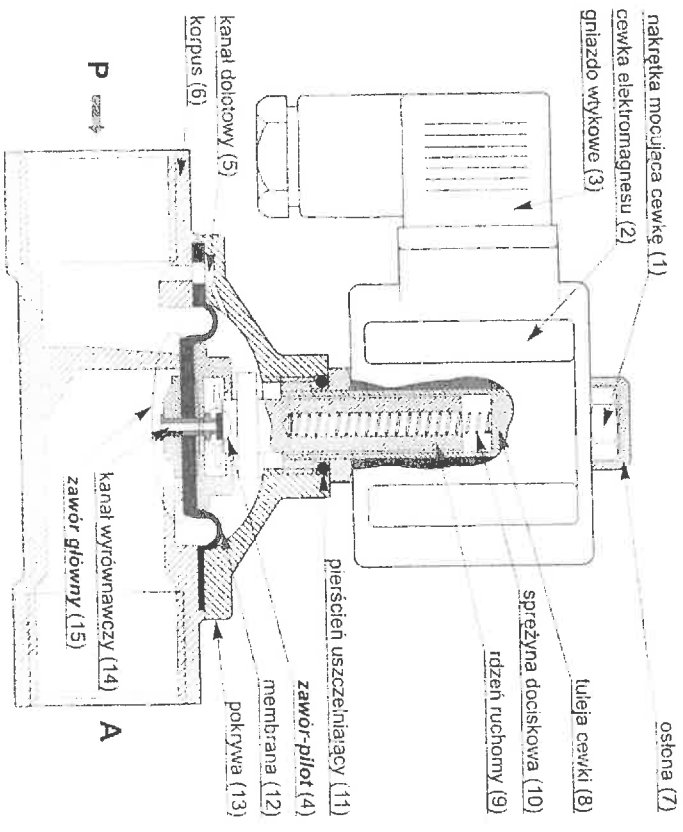 nakrętka mocująca cewkę (1)
cewka elektromagnesu (2)
gniazdo wtykowe (3)
kanał dolotowy (5)
korpus (6)
P
osłona (7)
tuleja cewki (8)
sprężyna dociskowa (10)
rdzeń ruchomy (9)
pierścień uszczelniający (11)
zawór-pilot (4)
membrana (12)
pokrywa (13)
kanał wyrównawczy (14)
zawór główny (15)
A